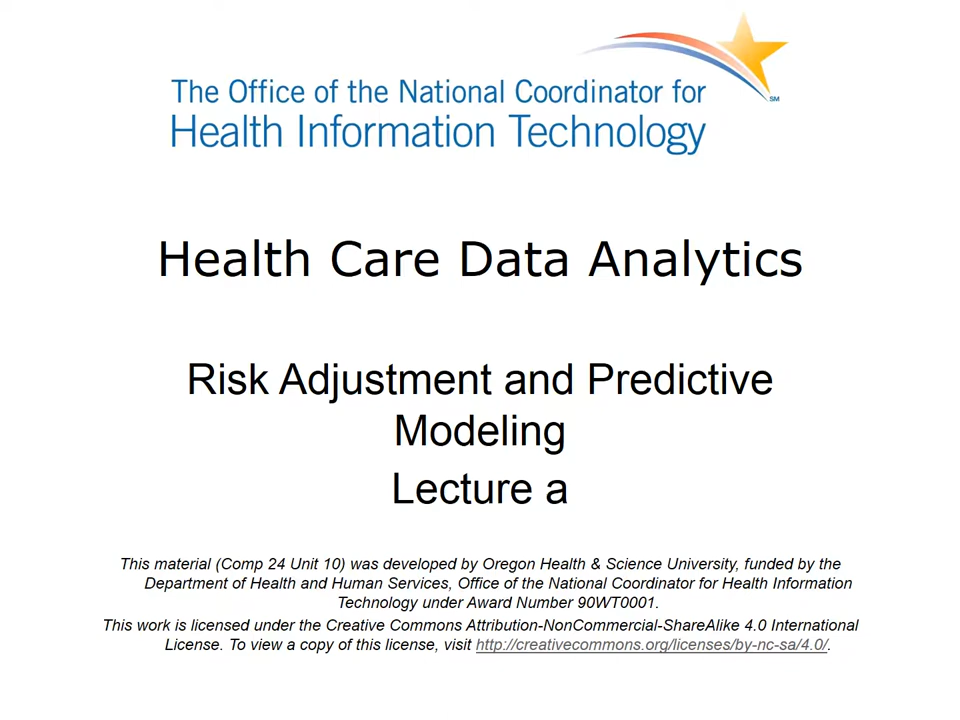 The Office of the National Coordinator for
Health Information Technology
SM
Health Care Data Analytics
Risk Adjustment and Predictive
Modeling
Lecture a
This material (Comp 24 Unit 10) was developed by Oregon Health & Science University, funded by the
Department of Health and Human Services, Office of the National Coordinator for Health Information
Technology under Award Number 90WT0001.
This work is licensed under the Creative Commons Attribution-NonCommercial-ShareAlike 4.0 International
License. To view a copy of this license, visit http://creativecommons.org/licenses/by-nc-sa/4.0/.